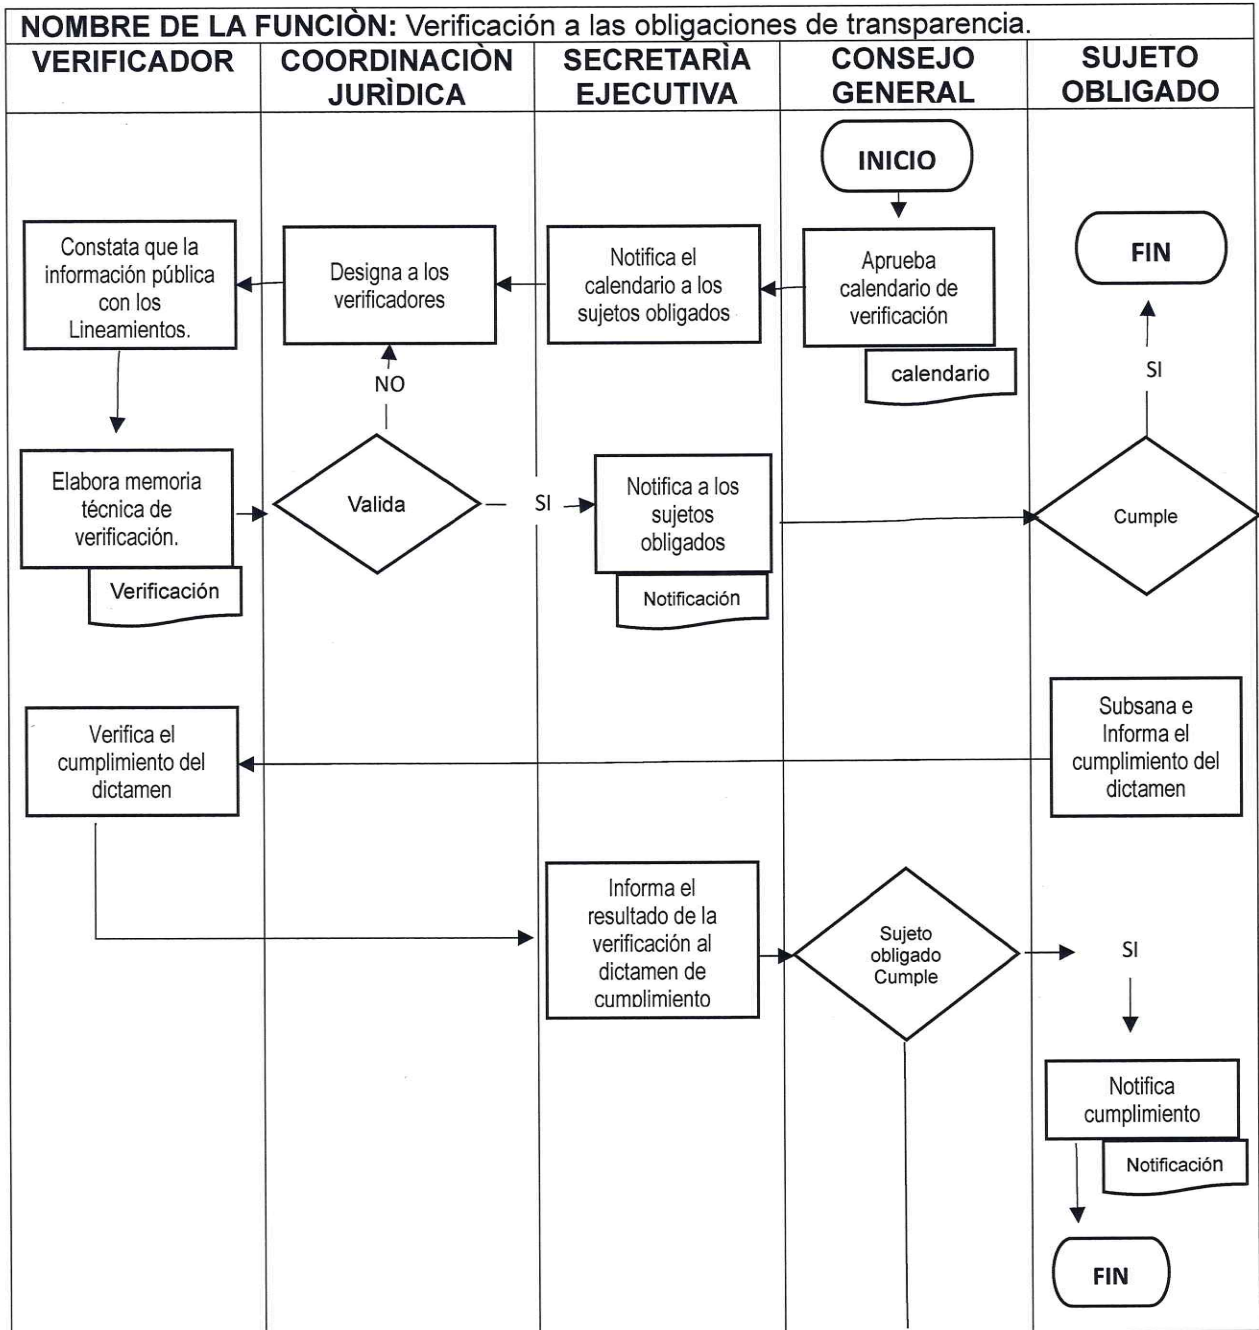 NOMBRE DE LA FUNCIÒN: Verificación a las obligaciones de transparencia.
VERIFICADOR
COORDINACIÒN
JURÌDICA
SECRETARÌA
EJECUTIVA
CONSEJO
GENERAL
SUJETO
OBLIGADO
INICIO
Constata que la
información pública
con los
Lineamientos.
Designa a los
verificadores
Notifica el
calendario a los
sujetos obligados
Aprueba
calendario de
verificación
calendario
FIN
SI
NO
Elabora memoria
técnica de
verificación.
Verificación
Valida
SI
Notifica a los
sujetos
obligados
Notificación
Cumple
Verifica el
cumplimiento del
dictamen
Subsana e
Informa el
cumplimiento del
dictamen
Informa el
resultado de la
verificación al
dictamen de
cumplimiento
Sujeto
obligado
Cumple
SI
Notifica
cumplimiento
Notificación
FIN